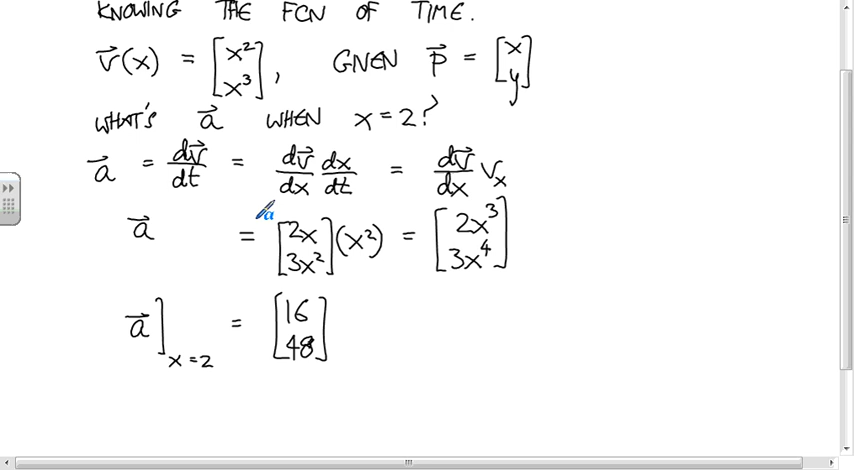 KNOWING THE FCN OF TIME.
v⃗(x) = [x² x³], GIVEN p⃗ = [x y]
WHAT'S a⃗ WHEN x=2?
a⃗ = dv⃗/dt = dv⃗/dx dx/dt = dv⃗/dx Vₓ
a⃗ = [2x 3x²](x²) = [2x³ 3x⁴]
a⃗]ₓ₌₂ = [16 48]